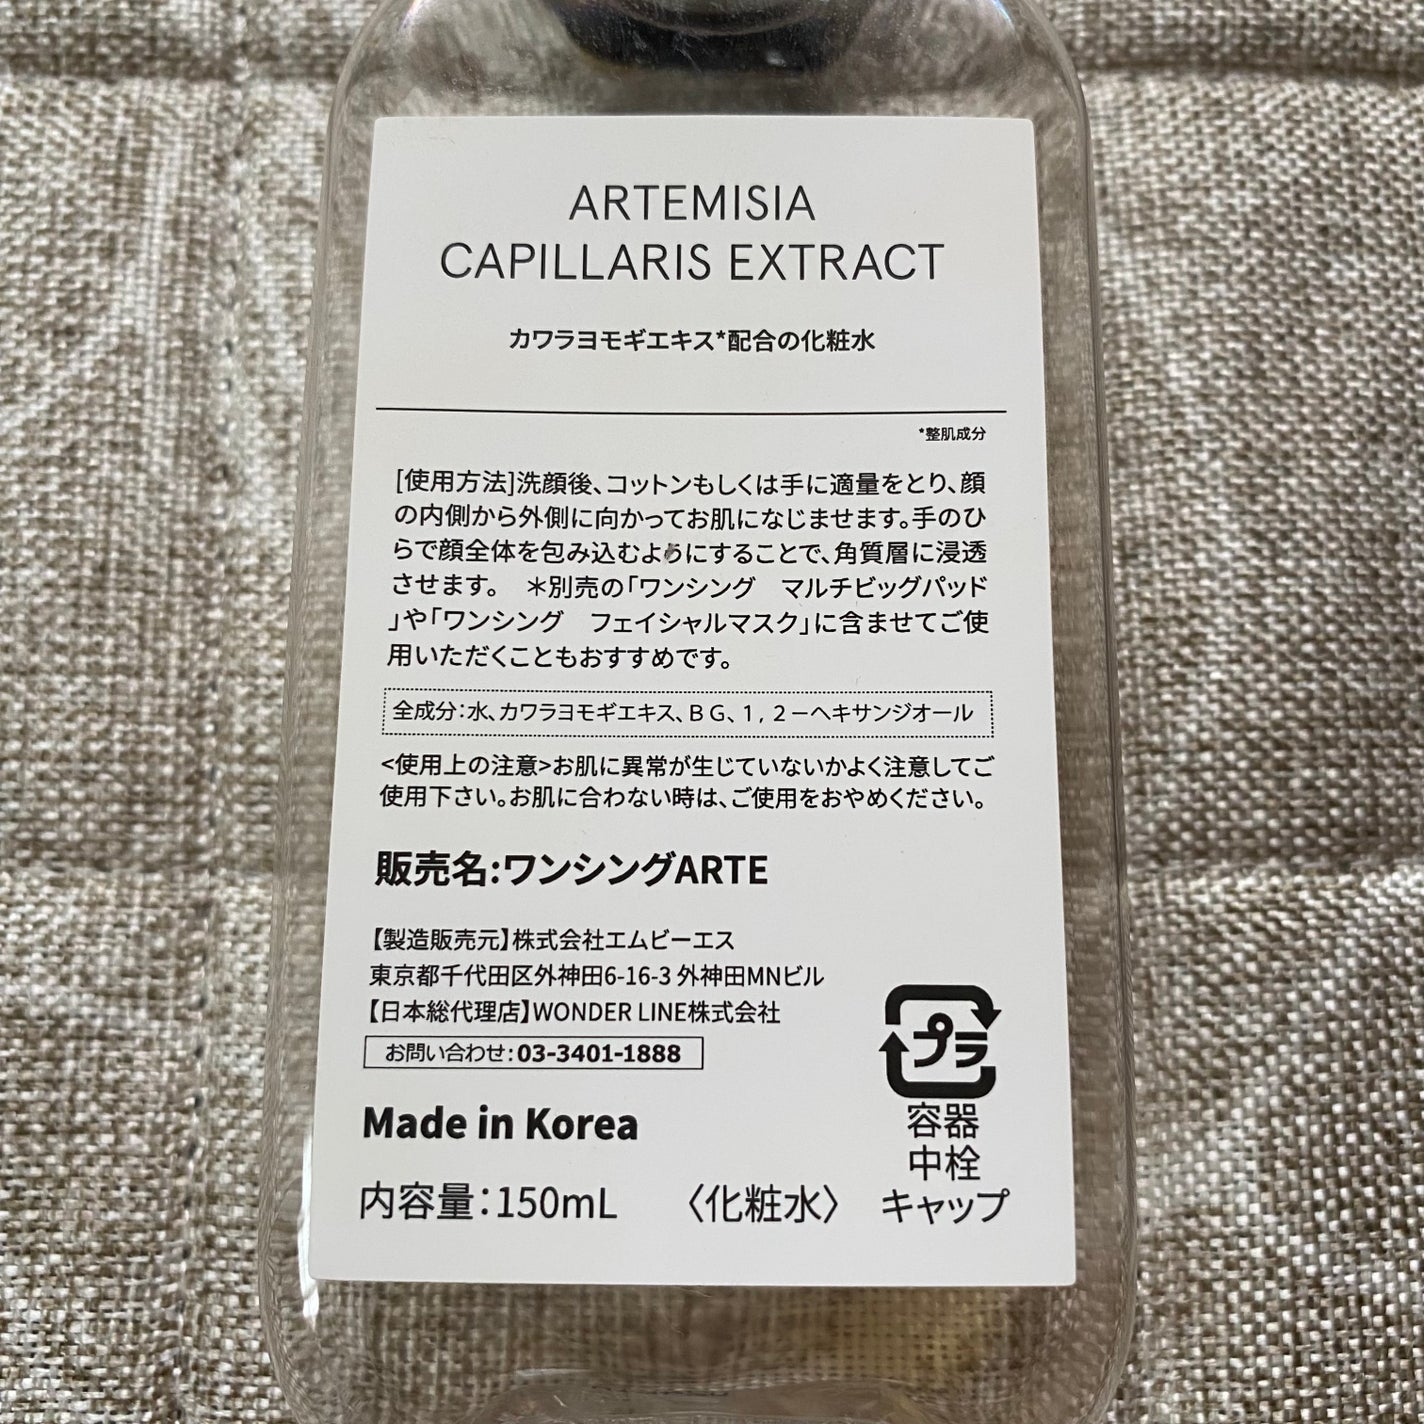 ARTEMISIA
CAPILLARIS EXTRACT
カワラヨモギエキス*配合の化粧水
*整肌成分
[使用方法]洗顔後、コットンもしくは手に適量をとり、顔
の内側から外側に向かってお肌になじませます。手のひ
らで顔全体を包み込むようにすることで、角質層に浸透
させます。　＊別売の「ワンシング　マルチビッグパッド
」や「ワンシング　フェイシャルマスク」に含ませてご使
用いただくこともおすすめです。
全成分：水、カワラヨモギエキス、ＢＧ、１，２－ヘキサンジオール
<使用上の注意>お肌に異常が生じていないかよく注意してご
使用下さい。お肌に合わない時は、ご使用をおやめください。
販売名:ワンシングARTE
【製造販売元】株式会社エムビーエス
東京都千代田区外神田6-16-3 外神田MNビル
【日本総代理店】WONDER LINE株式会社
お問い合わせ：03-3401-1888
Made in Korea
内容量：150mL　〈化粧水〉
プラ
容器
中栓
キャップ